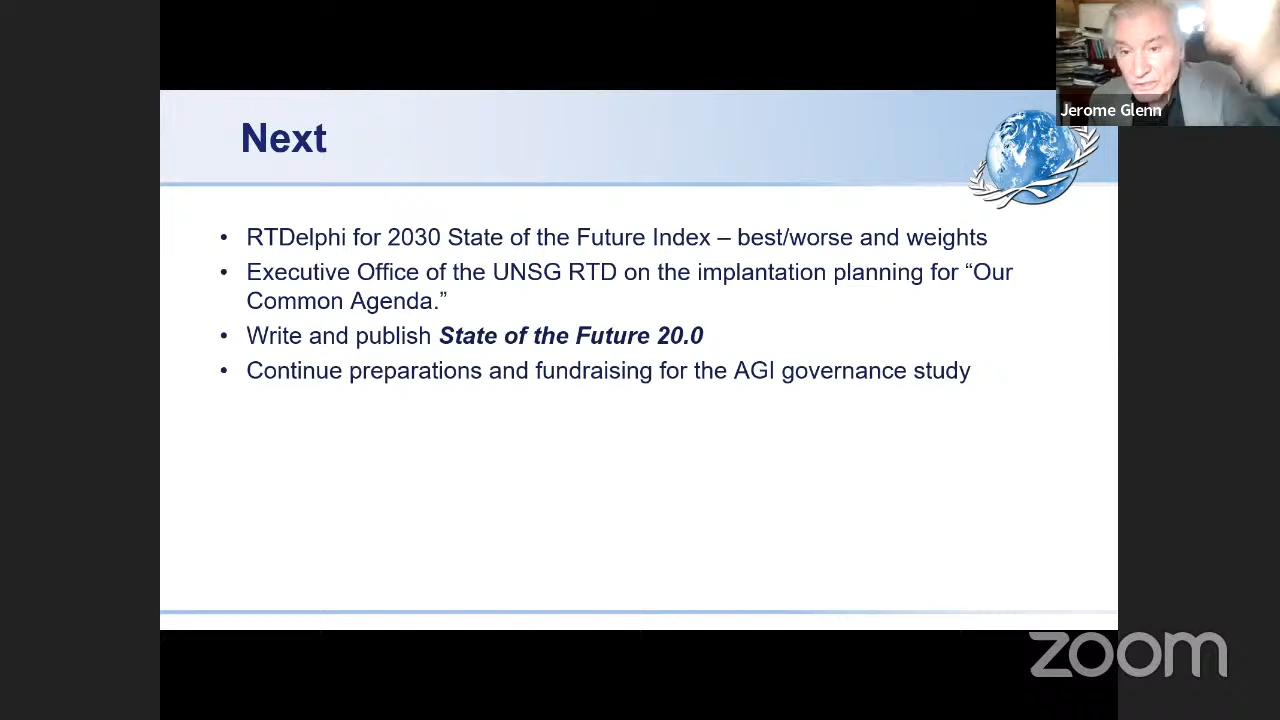 Jerome Glenn
Next
• RTDelphi for 2030 State of the Future Index – best/worse and weights
• Executive Office of the UNSG RTD on the implantation planning for “Our
Common Agenda.”
• Write and publish State of the Future 20.0
• Continue preparations and fundraising for the AGI governance study
zoom